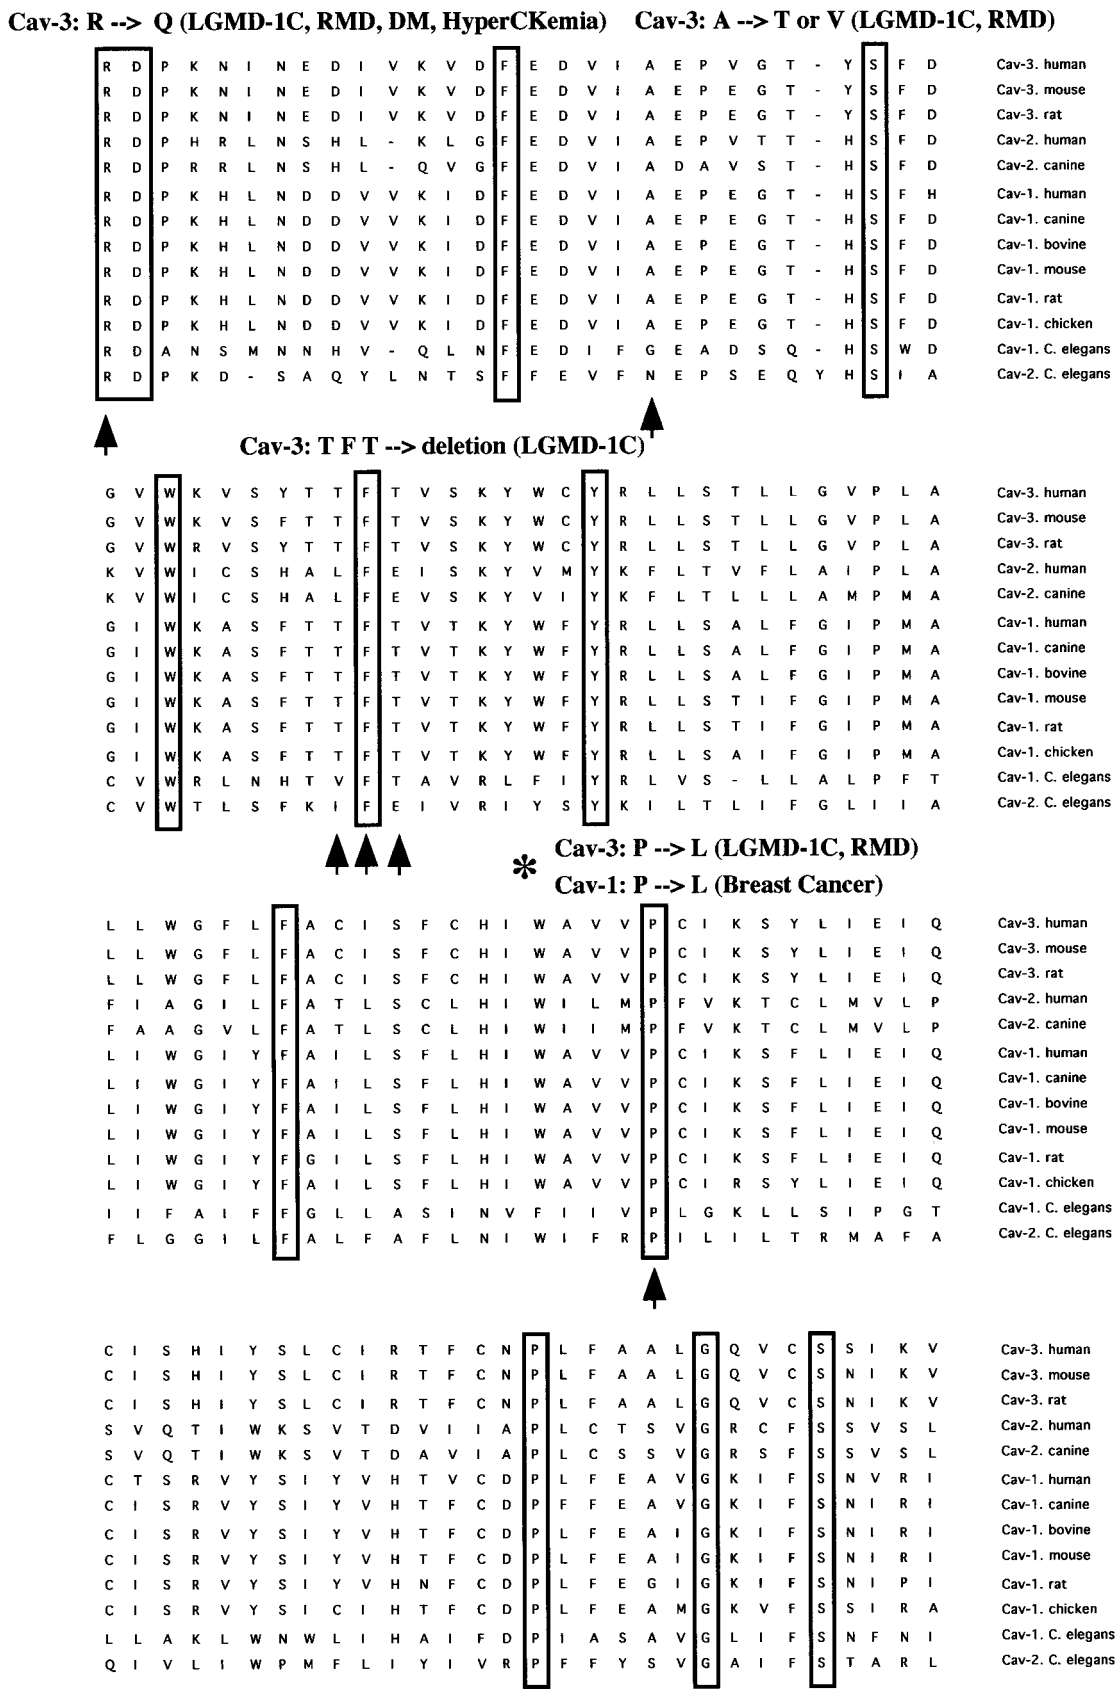 Cav-3: R --> Q (LGMD-1C, RMD, DM, HyperCKemia) Cav-3: A --> T or V (LGMD-1C, RMD)
R D P K N I N E D I V K V D F E D V I A E P V G T - Y S F D Cav-3. human
R D P K N I N E D I V K V D F E D V I A E P E G T - Y S F D Cav-3. mouse
R D P K N I N E D I V K V D F E D V I A E P E G T - Y S F D Cav-3. rat
R D P H R L N S H L - K L G F E D V I A E P V T T - H S F D Cav-2. human
R D P R R L N S H L - Q V G F E D V I A D A V S T - H S F D Cav-2. canine
R D P K H L N D D V V K I D F E D V I A E P E G T - H S F H Cav-1. human
R D P K H L N D D V V K I D F E D V I A E P E G T - H S F D Cav-1. canine
R D P K H L N D D V V K I D F E D V I A E P E G T - H S F D Cav-1. bovine
R D P K H L N D D V V K I D F E D V I A E P E G T - H S F D Cav-1. mouse
R D P K H L N D D V V K I D F E D V I A E P E G T - H S F D Cav-1. rat
R D P K H L N D D V V K I D F E D V I A E P E G T - H S F D Cav-1. chicken
R D A N S M N N H V - Q L N F E D I F G E A D S Q - H S W D Cav-1. C. elegans
R D P K D - S A Q Y L N T S F F E V F N E P S E Q Y H S I A Cav-2. C. elegans
Cav-3: T F T --> deletion (LGMD-1C)
G V W K V S Y T T F T V S K Y W C Y R L L S T L L G V P L A Cav-3. human
G V W K V S F T T F T V S K Y W C Y R L L S T L L G V P L A Cav-3. mouse
G V W R V S Y T T F T V S K Y W C Y R L L S T L L G V P L A Cav-3. rat
K V W I C S H A L F E I S K Y V M Y K F L T V F L A I P L A Cav-2. human
K V W I C S H A L F E V S K Y V I Y K F L T L L L A M P M A Cav-2. canine
G I W K A S F T T F T V T K Y W F Y R L L S A L F G I P M A Cav-1. human
G I W K A S F T T F T V T K Y W F Y R L L S A L F G I P M A Cav-1. canine
G I W K A S F T T F T V T K Y W F Y R L L S A L F G I P M A Cav-1. bovine
G I W K A S F T T F T V T K Y W F Y R L L S T I F G I P M A Cav-1. mouse
G I W K A S F T T F T V T K Y W F Y R L L S T I F G I P M A Cav-1. rat
G I W K A S F T T F T V T K Y W F Y R L L S A I F G I P M A Cav-1. chicken
C V W R L N H T V F T A V R L F I Y R L V S - L L A L P F T Cav-1. C. elegans
C V W T L S F K I F E I V R I Y S Y K I L T L I F G L I I A Cav-2. C. elegans
* Cav-3: P --> L (LGMD-1C, RMD)
Cav-1: P --> L (Breast Cancer)
L L W G F L F A C I S F C H I W A V V P C I K S Y L I E I Q Cav-3. human
L L W G F L F A C I S F C H I W A V V P C I K S Y L I E I Q Cav-3. mouse
L L W G F L F A C I S F C H I W A V V P C I K S Y L I E I Q Cav-3. rat
F I A G I L F A T L S C L H I W I L M P F V K T C L M V L P Cav-2. human
F A A G V L F A T L S C L H I W I I M P F V K T C L M V L P Cav-2. canine
L I W G I Y F A I L S F L H I W A V V P C I K S F L I E I Q Cav-1. human
L I W G I Y F A I L S F L H I W A V V P C I K S F L I E I Q Cav-1. canine
L I W G I Y F A I L S F L H I W A V V P C I K S F L I E I Q Cav-1. bovine
L I W G I Y F A I L S F L H I W A V V P C I K S F L I E I Q Cav-1. mouse
L I W G I Y F G I L S F L H I W A V V P C I K S F L I E I Q Cav-1. rat
L I W G I Y F A I L S F L H I W A V V P C I R S Y L I E I Q Cav-1. chicken
I I F A I F F G L L A S I N V F I I V P L G K L L S I P G T Cav-1. C. elegans
F L G G I L F A L F A F L N I W I F R P I L I L T R M A F A Cav-2. C. elegans
C I S H I Y S L C I R T F C N P L F A A L G Q V C S S I K V Cav-3. human
C I S H I Y S L C I R T F C N P L F A A L G Q V C S N I K V Cav-3. mouse
C I S H I Y S L C I R T F C N P L F A A L G Q V C S N I K V Cav-3. rat
S V Q T I W K S V T D V I I A P L C T S V G R C F S S V S L Cav-2. human
S V Q T I W K S V T D A V I A P L C S S V G R S F S S V S L Cav-2. canine
C T S R V Y S I Y V H T V C D P L F E A V G K I F S N V R I Cav-1. human
C I S R V Y S I Y V H T F C D P F F E A V G K I F S N I R I Cav-1. canine
C I S R V Y S I Y V H T F C D P L F E A I G K I F S N I R I Cav-1. bovine
C I S R V Y S I Y V H T F C D P L F E A I G K I F S N I R I Cav-1. mouse
C I S R V Y S I Y V H N F C D P L F E G I G K I F S N I P I Cav-1. rat
C I S R V Y S I C I H T F C D P L F E A M G K V F S S I R A Cav-1. chicken
L L A K L W N W L I H A I F D P I A S A V G L I F S N F N I Cav-1. C. elegans
Q I V L I W P M F L I Y I V R P F F Y S V G A I F S T A R L Cav-2. C. elegans